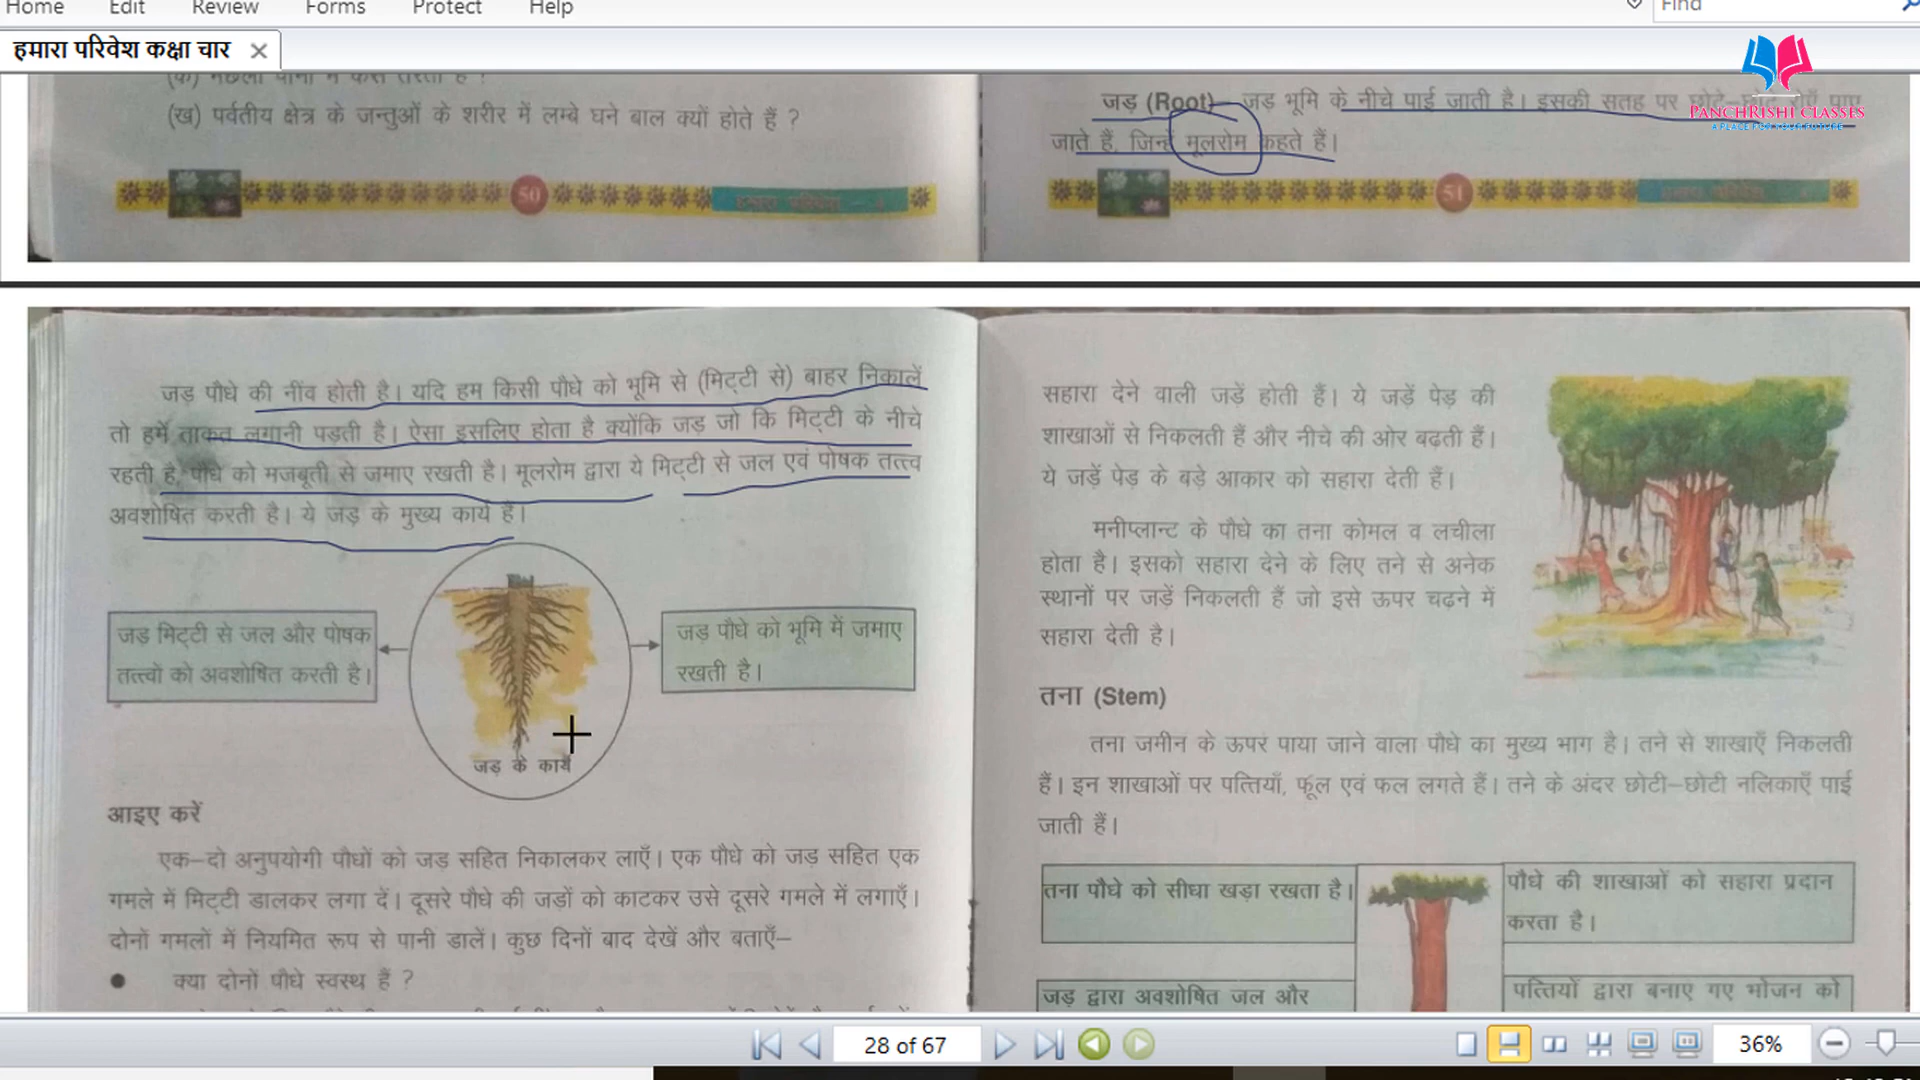 Home Edit Review Forms Protect Help
Find
हमारा परिवेश कक्षा चार
PANCHRISHI CLASSES
A PLACE FOR YOUR FUTURE
(ख) पर्वतीय क्षेत्र के जन्तुओं के शरीर में लम्बे घने बाल क्यों होते हैं ?
50
हमारा परिवेश
जड़ (Root)– जड़ भूमि के नीचे पाई जाती है। इसकी सतह पर
जाते हैं, जिन्हें मूलरोम कहते हैं।
51
जड़ पौधे की नींव होती है। यदि हम किसी पौधे को भूमि से (मिट्टी से) बाहर निकालें
तो हमें ताकत लगानी पड़ती है। ऐसा इसलिए होता है क्योंकि जड़ जो कि मिट्टी के नीचे
रहती है, पौधे को मजबूती से जमाए रखती है। मूलरोम द्वारा ये मिट्टी से जल एवं पोषक तत्त्व
अवशोषित करती है। ये जड़ के मुख्य कार्य हैं।
जड़ मिट्टी से जल और पोषक
तत्त्वों को अवशोषित करती है।
जड़ पौधे को भूमि में जमाए
रखती है।
जड़ के कार्य
आइए करें
एक–दो अनुपयोगी पौधों को जड़ सहित निकालकर लाएँ। एक पौधे को जड़ सहित एक
गमले में मिट्टी डालकर लगा दें। दूसरे पौधे की जड़ों को काटकर उसे दूसरे गमले में लगाएँ।
दोनों गमलों में नियमित रूप से पानी डालें। कुछ दिनों बाद देखें और बताएँ–
● क्या दोनों पौधे स्वस्थ हैं ?
सहारा देने वाली जड़ें होती हैं। ये जड़ें पेड़ की
शाखाओं से निकलती हैं और नीचे की ओर बढ़ती हैं।
ये जड़ें पेड़ के बड़े आकार को सहारा देती हैं।
मनीप्लान्ट के पौधे का तना कोमल व लचीला
होता है। इसको सहारा देने के लिए तने से अनेक
स्थानों पर जड़ें निकलती हैं जो इसे ऊपर चढ़ने में
सहारा देती है।
तना (Stem)
तना जमीन के ऊपर पाया जाने वाला पौधे का मुख्य भाग है। तने से शाखाएँ निकलती
हैं। इन शाखाओं पर पत्तियाँ, फूल एवं फल लगते हैं। तने के अंदर छोटी–छोटी नलिकाएँ पाई
जाती हैं।
तना पौधे को सीधा खड़ा रखता है।
पौधे की शाखाओं को सहारा प्रदान
करता है।
जड़ द्वारा अवशोषित जल और
पत्तियों द्वारा बनाए गए भोजन को
28 of 67
36%